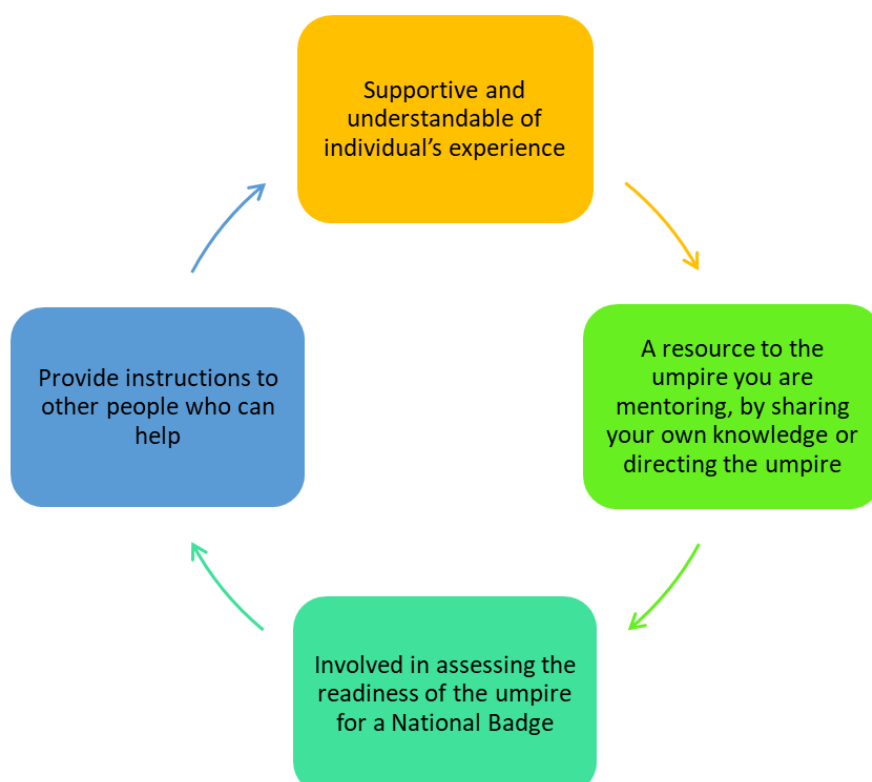 Supportive and
understandable of
individual’s experience
A resource to the
umpire you are
mentoring, by sharing
your own knowledge or
directing the umpire
Involved in assessing the
readiness of the umpire
for a National Badge
Provide instructions to
other people who can
help